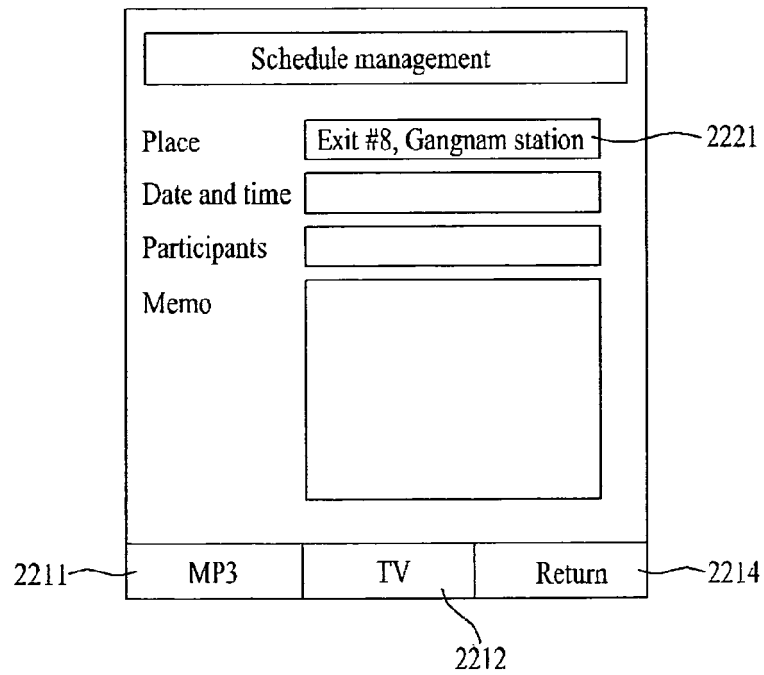 Schedule management
Place Exit #8, Gangnam station 2221
Date and time
Participants
Memo
2211 MP3 TV Return 2214
2212